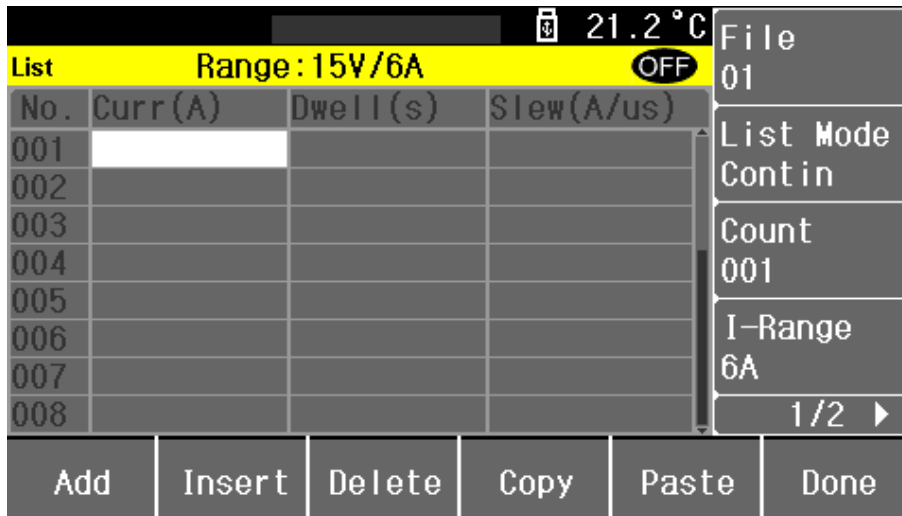 21.2°C
List Range:15V/6A OFF
No. Curr(A) Dwell(s) Slew(A/us)
001
002
003
004
005
006
007
008
File
01
List Mode
Contin
Count
001
I-Range
6A
1/2
Add Insert Delete Copy Paste Done